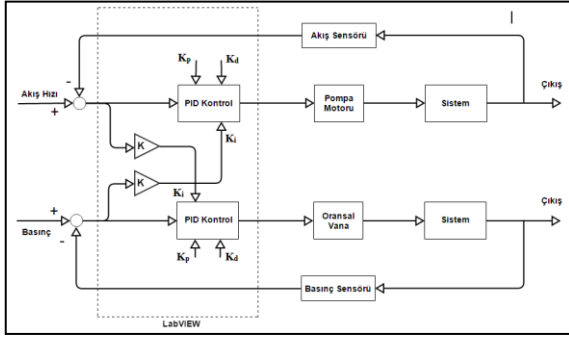 Akış Sensörü
Kp
Kd
-
Akış Hızı
+
PID Kontrol
Pompa
Motoru
Sistem
Çıkış
K
Ki
K
Ki
+
Basınç
-
PID Kontrol
Oransal
Vana
Sistem
Çıkış
Kp
Kd
Basınç Sensörü
LabVIEW